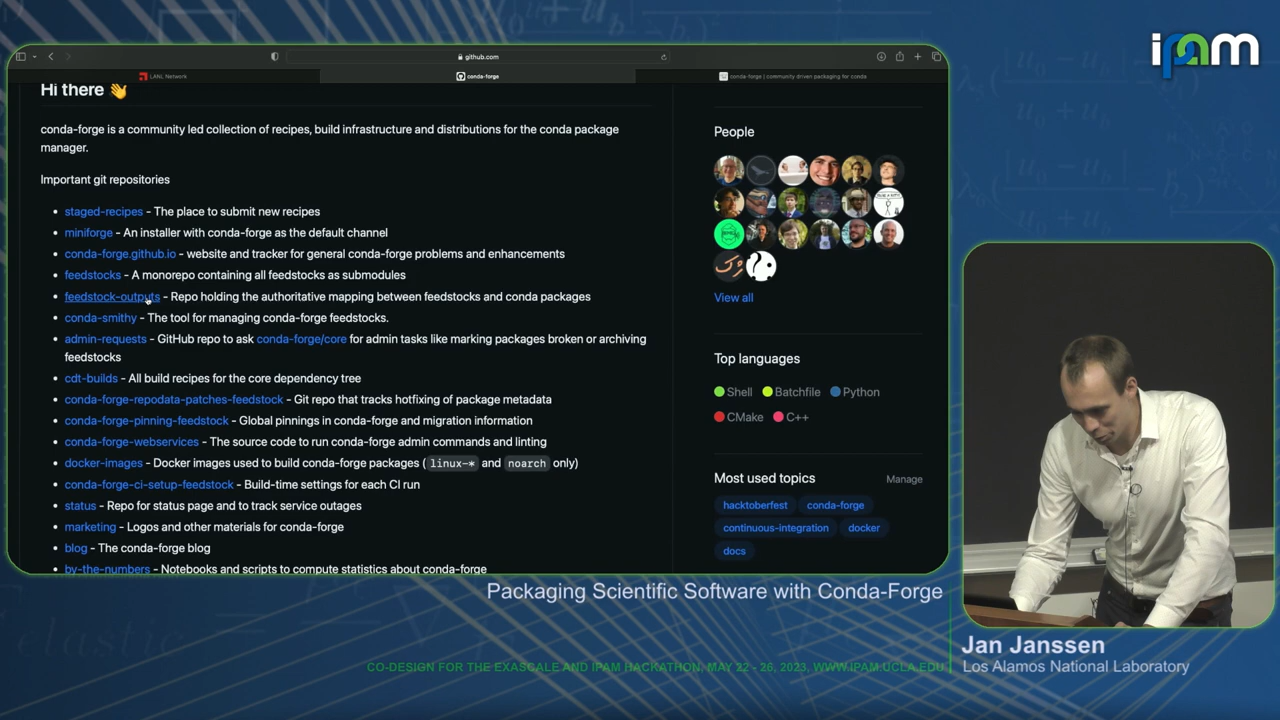 github.com
LANL Network
conda-forge
conda-forge | community driven packaging for conda
Hi there 👋
conda-forge is a community led collection of recipes, build infrastructure and distributions for the conda package
manager.
Important git repositories
staged-recipes - The place to submit new recipes
miniforge - An installer with conda-forge as the default channel
conda-forge.github.io - website and tracker for general conda-forge problems and enhancements
feedstocks - A monorepo containing all feedstocks as submodules
feedstock-outputs - Repo holding the authoritative mapping between feedstocks and conda packages
conda-smithy - The tool for managing conda-forge feedstocks.
admin-requests - GitHub repo to ask conda-forge/core for admin tasks like marking packages broken or archiving
feedstocks
cdt-builds - All build recipes for the core dependency tree
conda-forge-repodata-patches-feedstock - Git repo that tracks hotfixing of package metadata
conda-forge-pinning-feedstock - Global pinnings in conda-forge and migration information
conda-forge-webservices - The source code to run conda-forge admin commands and linting
docker-images - Docker images used to build conda-forge packages ( linux-* and noarch only)
conda-forge-ci-setup-feedstock - Build-time settings for each CI run
status - Repo for status page and to track service outages
marketing - Logos and other materials for conda-forge
blog - The conda-forge blog
by-the-numbers - Notebooks and scripts to compute statistics about conda-forge
People
View all
Top languages
Shell Batchfile Python
CMake C++
Most used topics Manage
hacktoberfest conda-forge
continuous-integration docker
docs
ipam
Packaging Scientific Software with Conda-Forge
Jan Janssen
Los Alamos National Laboratory
CO-DESIGN FOR THE EXASCALE AND IPAM HACKATHON, MAY 22 - 26, 2023, WWW.IPAM.UCLA.EDU
elastic